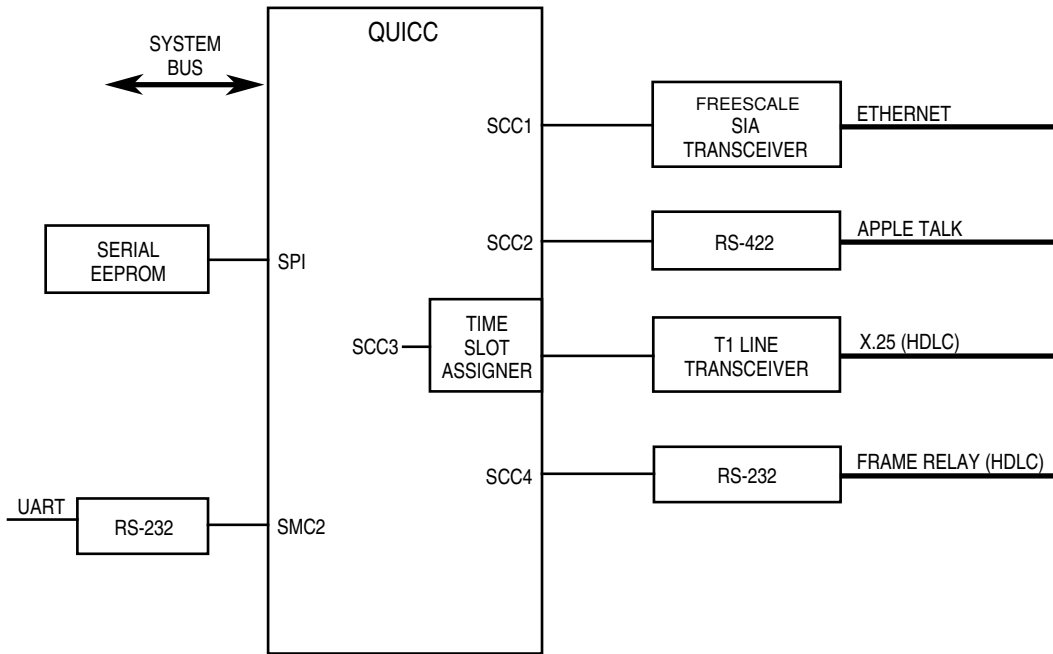 QUICC
SYSTEM
BUS
SCC1
FREESCALE
SIA
TRANSCEIVER
ETHERNET
SERIAL
EEPROM
SPI
SCC2
RS-422
APPLE TALK
SCC3
TIME
SLOT
ASSIGNER
T1 LINE
TRANSCEIVER
X.25 (HDLC)
SCC4
RS-232
FRAME RELAY (HDLC)
UART
RS-232
SMC2